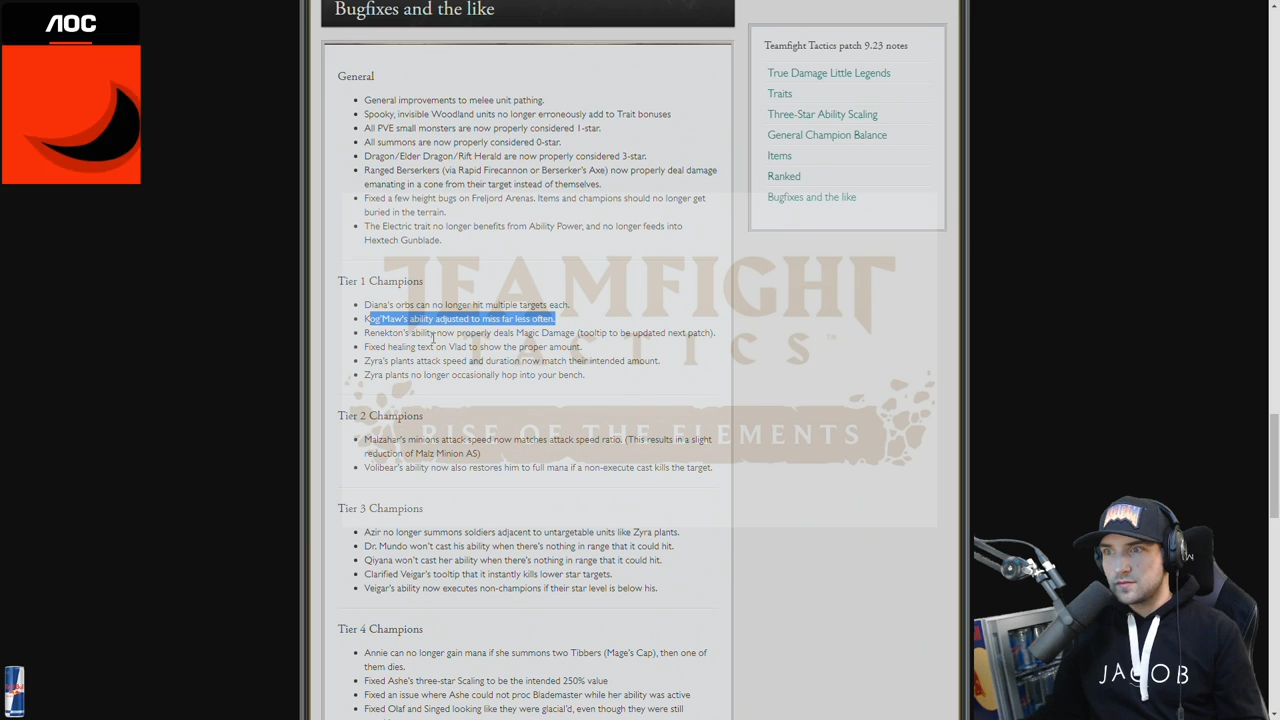 AOC
Bugfixes and the like
General
General improvements to melee unit pathing.
Spooky, invisible Woodland units no longer erroneously add to Trait bonuses
All PVE small monsters are now properly considered 1-star.
All summons are now properly considered 0-star.
Dragon/Elder Dragon/Rift Herald are now properly considered 3-star.
Ranged Berserkers (via Rapid Firecannon or Berserker's Axe) now properly deal damage
emanating in a cone from their target instead of themselves.
Fixed a few height bugs on Freljord Arenas. Items and champions should no longer get
buried in the terrain.
The Electric trait no longer benefits from Ability Power, and no longer feeds into
Hextech Gunblade.
Tier 1 Champions
Diana's orbs can no longer hit multiple targets each.
Kog'Maw's ability adjusted to miss far less often.
Renekton's ability now properly deals Magic Damage (tooltip to be updated next patch).
Fixed healing text on Vlad to show the proper amount.
Zyra's plants attack speed and duration now match their intended amount.
Zyra plants no longer occasionally hop into your bench.
Tier 2 Champions
Malzahar's minions attack speed now matches attack speed ratio. (This results in a slight
reduction of Malz Minion AS)
Volibear's ability now also restores him to full mana if a non-execute cast kills the target.
Tier 3 Champions
Azir no longer summons soldiers adjacent to untargetable units like Zyra plants.
Dr. Mundo won't cast his ability when there's nothing in range that it could hit.
Qiyana won't cast her ability when there's nothing in range that it could hit.
Clarified Veigar's tooltip that it instantly kills lower star targets.
Veigar's ability now executes non-champions if their star level is below his.
Tier 4 Champions
Annie can no longer gain mana if she summons two Tibbers (Mage's Cap), then one of
them dies.
Fixed Ashe's three-star Scaling to be the intended 250% value
Fixed an issue where Ashe could not proc Blademaster while her ability was active
Fixed Olaf and Singed looking like they were glacial'd, even though they were still
Teamfight Tactics patch 9.23 notes
True Damage Little Legends
Traits
Three-Star Ability Scaling
General Champion Balance
Items
Ranked
Bugfixes and the like
TEAMFIGHT
TACTICS™
RISE OF THE ELEMENTS
JACOB